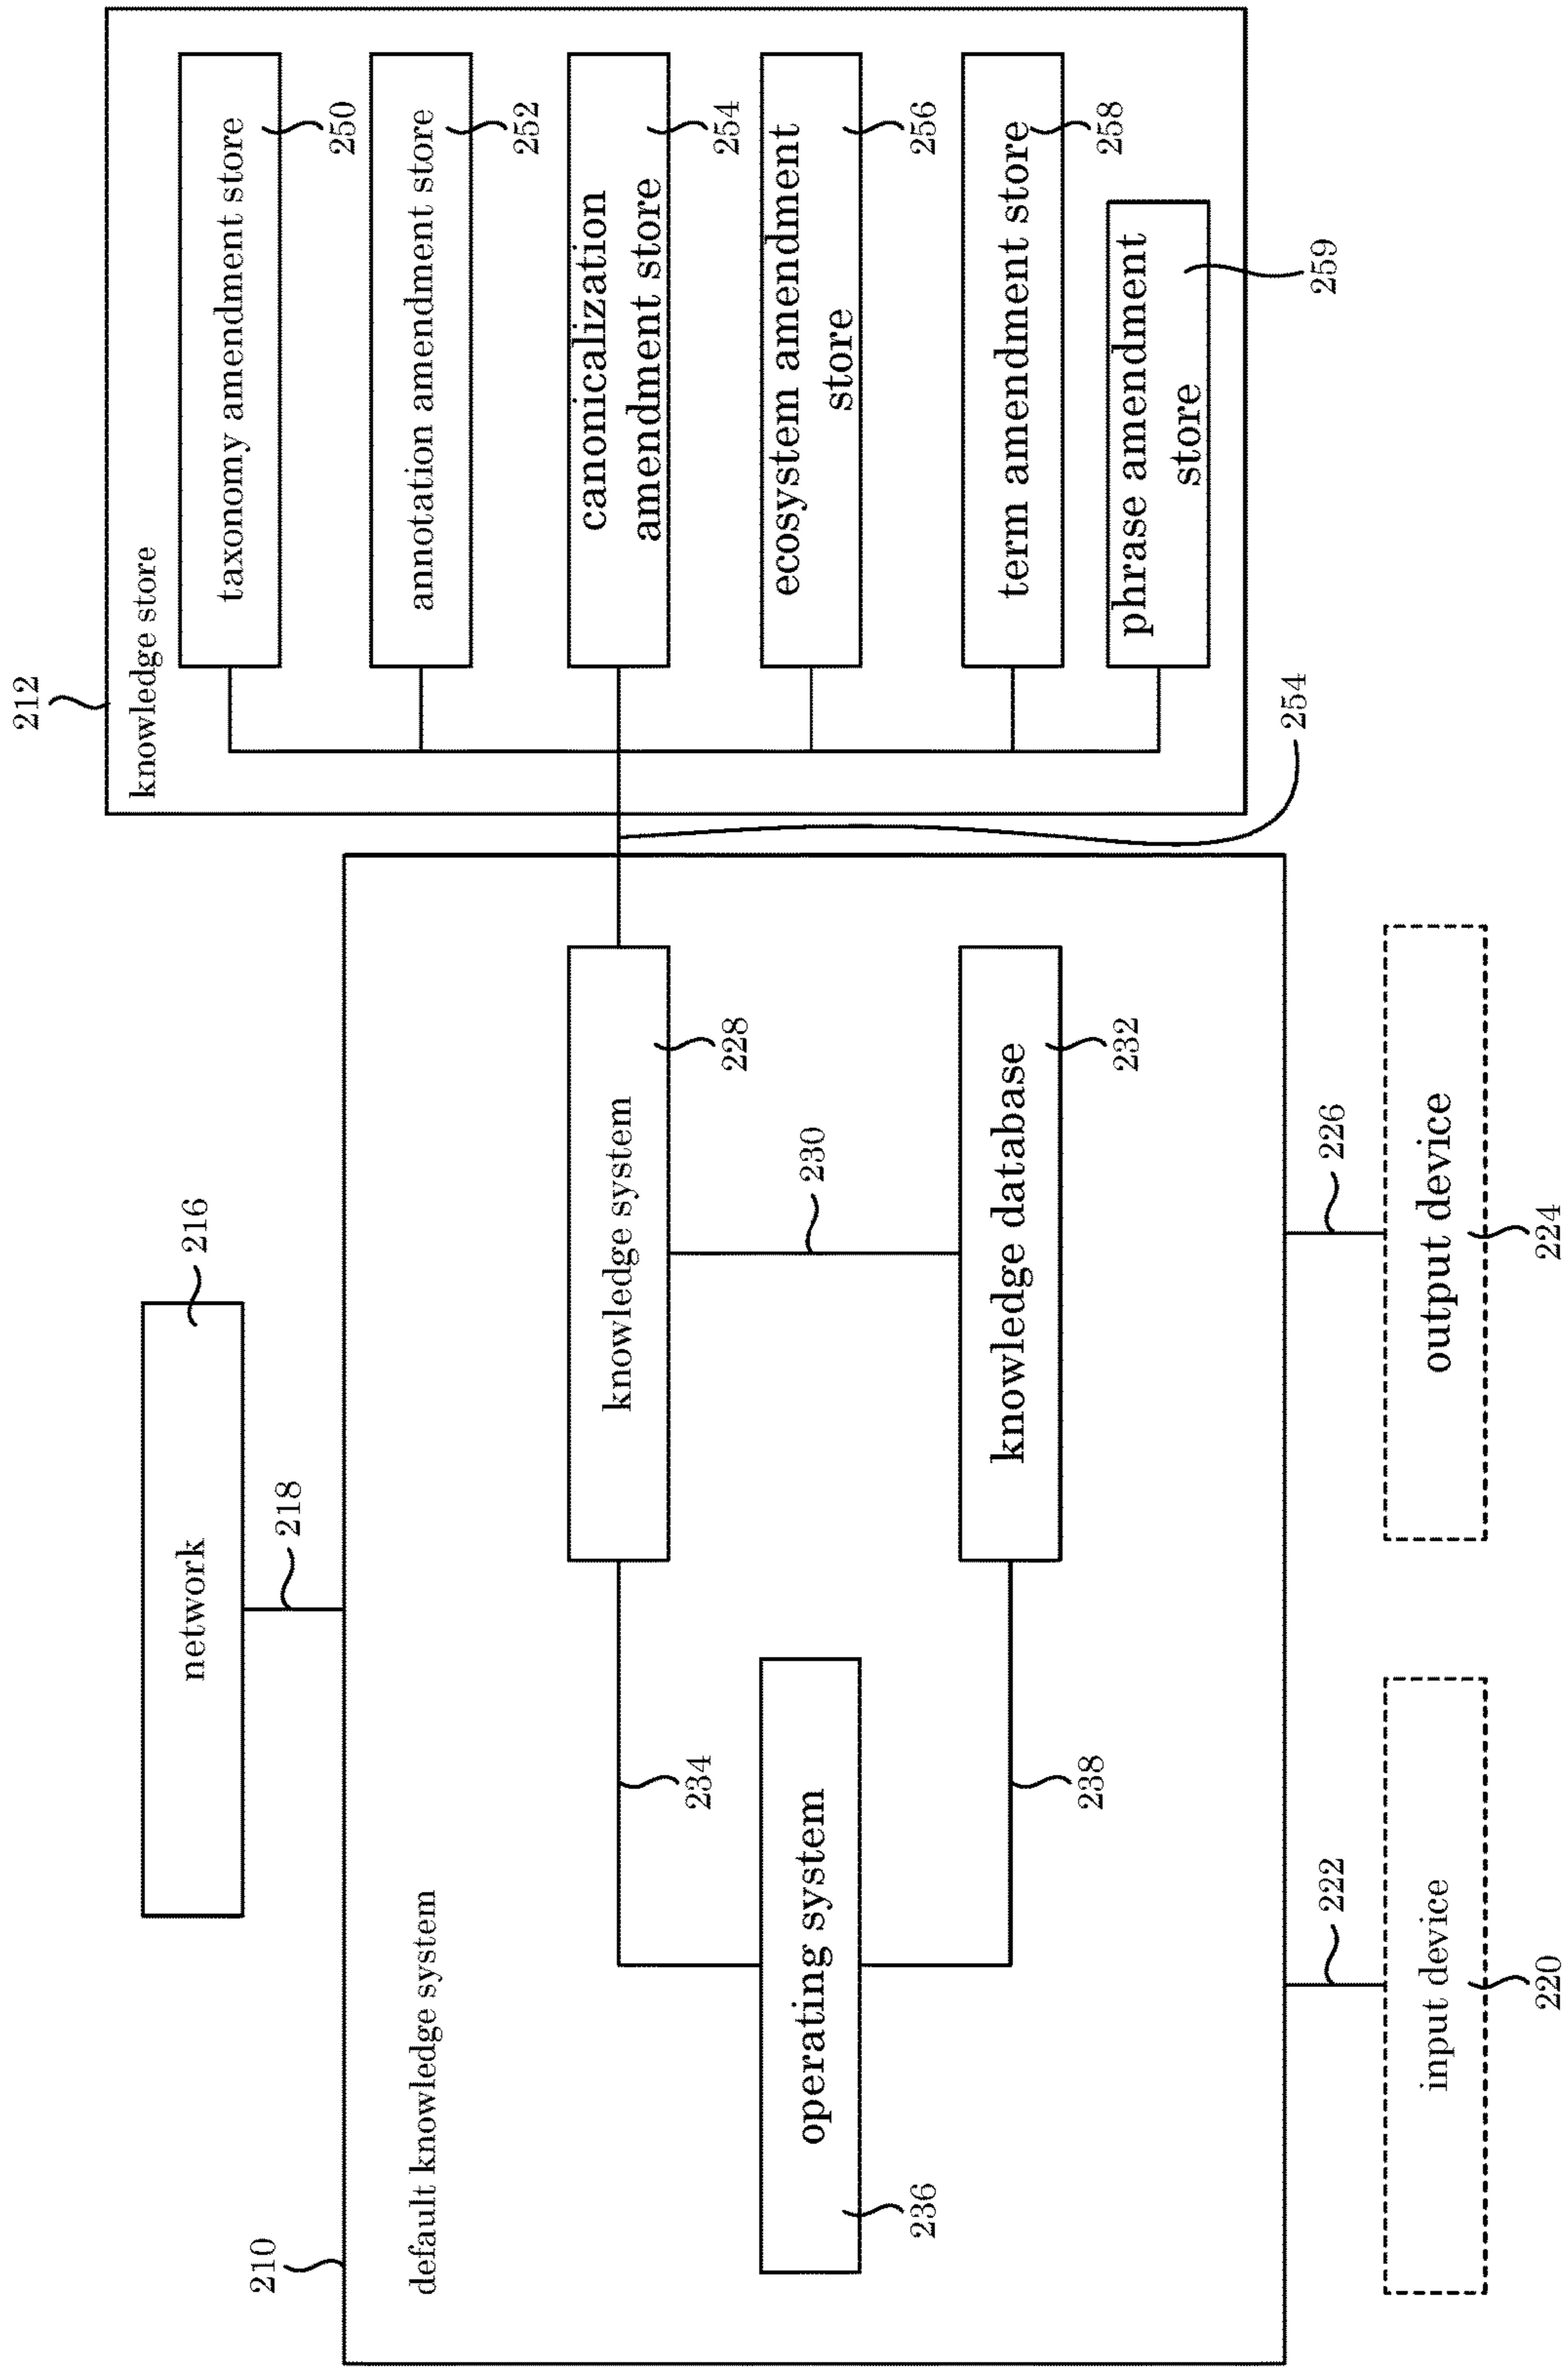 212
knowledge store
taxonomy amendment store
250
annotation amendment store
252
canonicalization
amendment store
254
ecosystem amendment
store
256
term amendment store
258
phrase amendment
store
259
254
network
216
218
210
default knowledge system
knowledge system
228
230
knowledge database
232
234
operating system
236
238
222
input device
220
226
output device
224